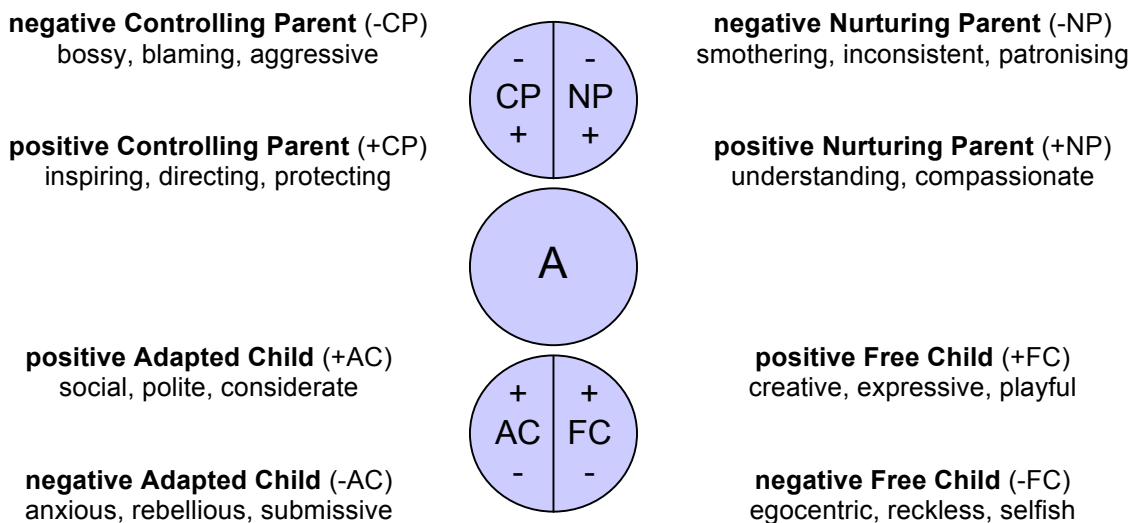 negative Controlling Parent (-CP)
bossy, blaming, aggressive
positive Controlling Parent (+CP)
inspiring, directing, protecting
- -
CP NP
+ +
negative Nurturing Parent (-NP)
smothering, inconsistent, patronising
positive Nurturing Parent (+NP)
understanding, compassionate
A
positive Adapted Child (+AC)
social, polite, considerate
negative Adapted Child (-AC)
anxious, rebellious, submissive
+ +
AC FC
- -
positive Free Child (+FC)
creative, expressive, playful
negative Free Child (-FC)
egocentric, reckless, selfish